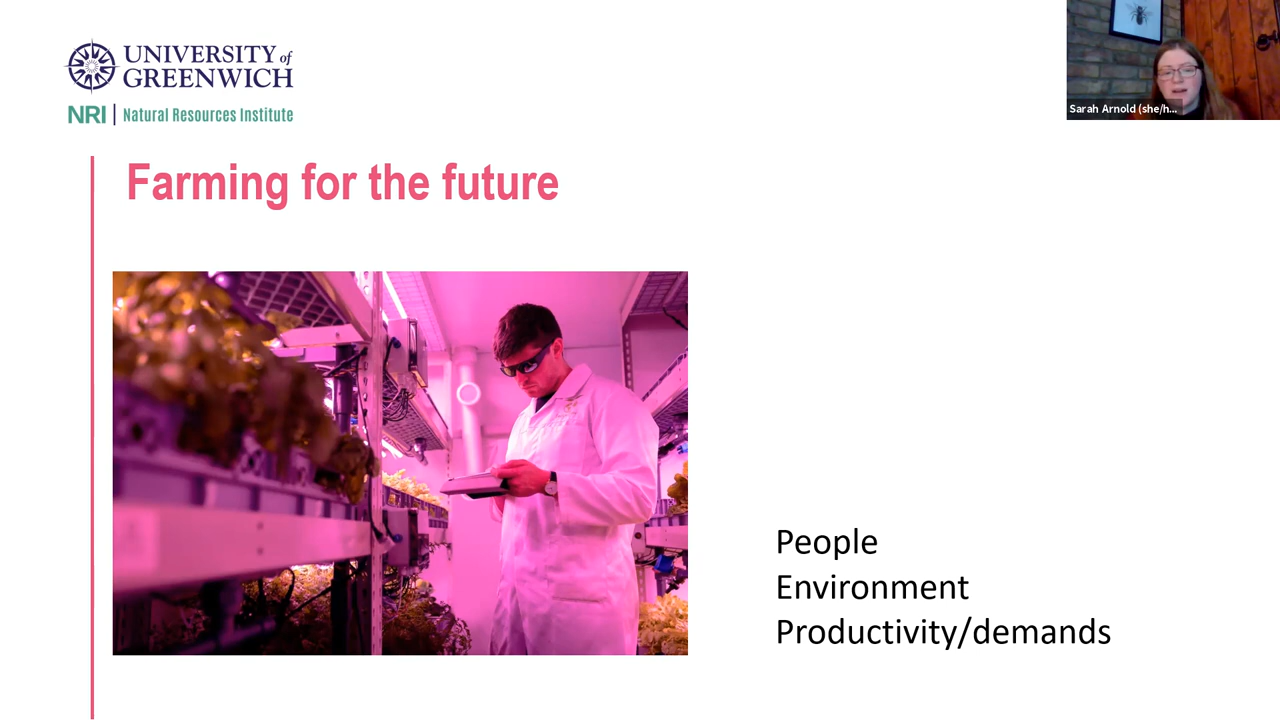 UNIVERSITY of
GREENWICH
NRI | Natural Resources Institute
Sarah Arnold (she/h...
Farming for the future
People
Environment
Productivity/demands